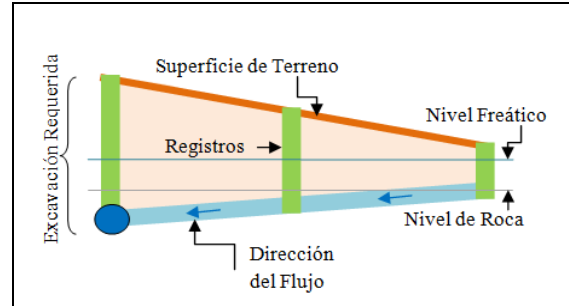 Superficie de Terreno
Nivel Freático
Registros
Excavación Requerida
Nivel de Roca
Dirección
del Flujo